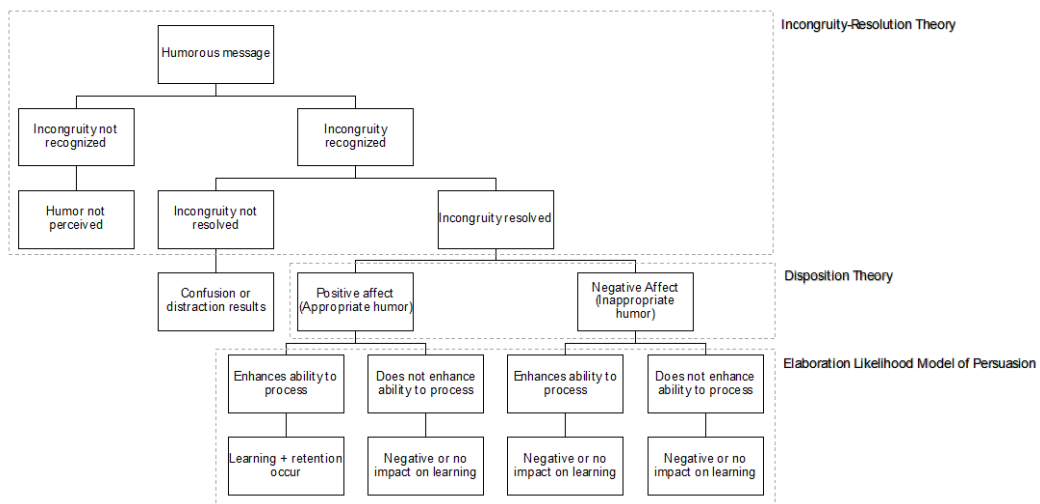 Incongruity-Resolution Theory
Humorous message
Incongruity not
recognized
Incongruity
recognized
Humor not
perceived
Incongruity not
resolved
Incongruity resolved
Disposition Theory
Confusion or
distraction results
Positive affect
(Appropriate humor)
Negative Affect
(Inappropriate
humor)
Elaboration Likelihood Model of Persuasion
Enhances ability to
process
Does not enhance
ability to process
Enhances ability to
process
Does not enhance
ability to process
Learning + retention
occur
Negative or no
impact on learning
Negative or no
impact on learning
Negative or no
impact on learning